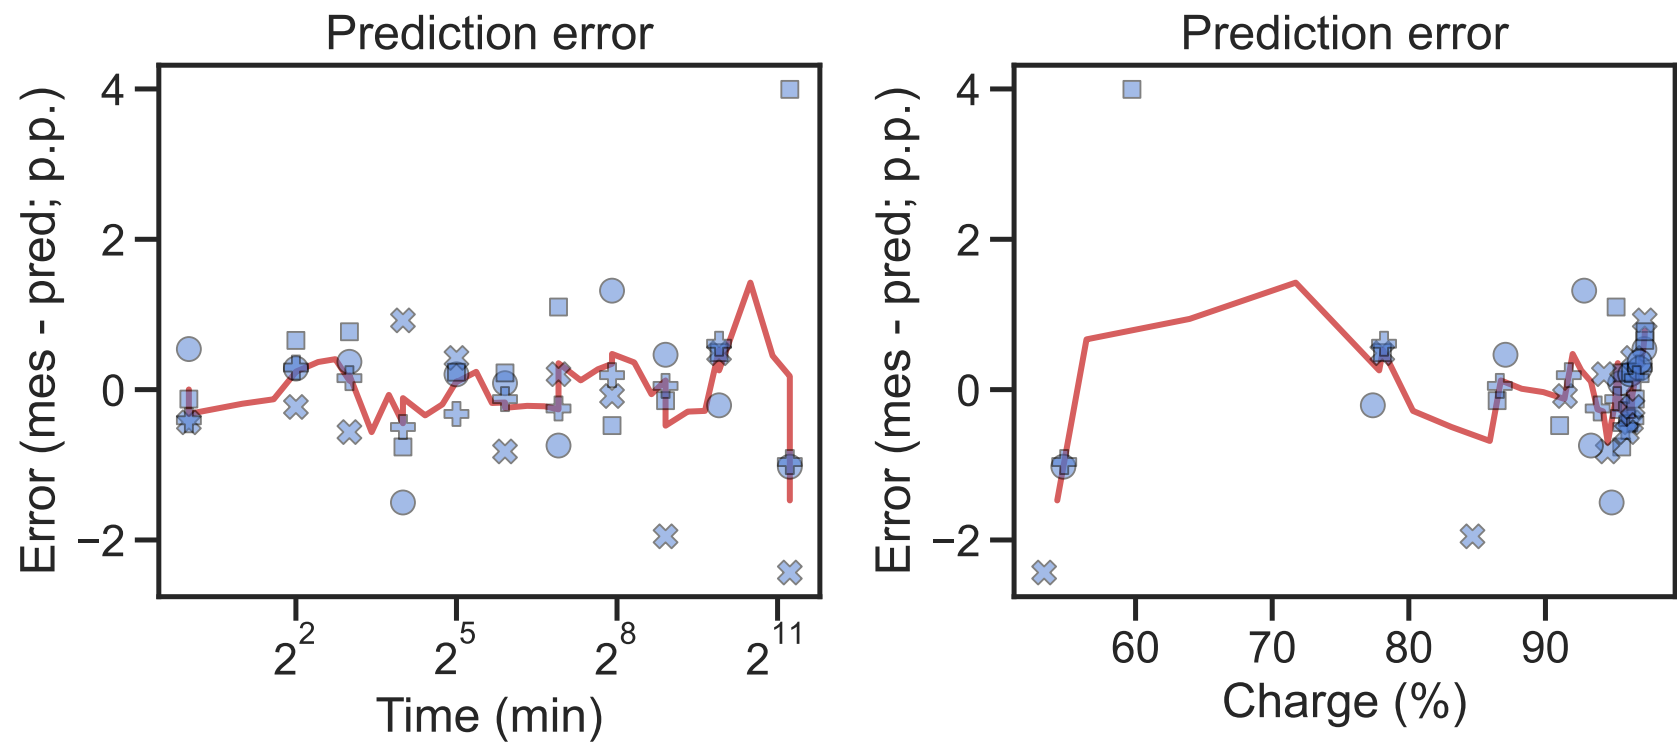 Prediction error
Error (mes - pred; p.p.)
4
2
0
−2
2^2
2^5
2^8
2^11
Time (min)
Prediction error
Error (mes - pred; p.p.)
4
2
0
−2
60
70
80
90
Charge (%)